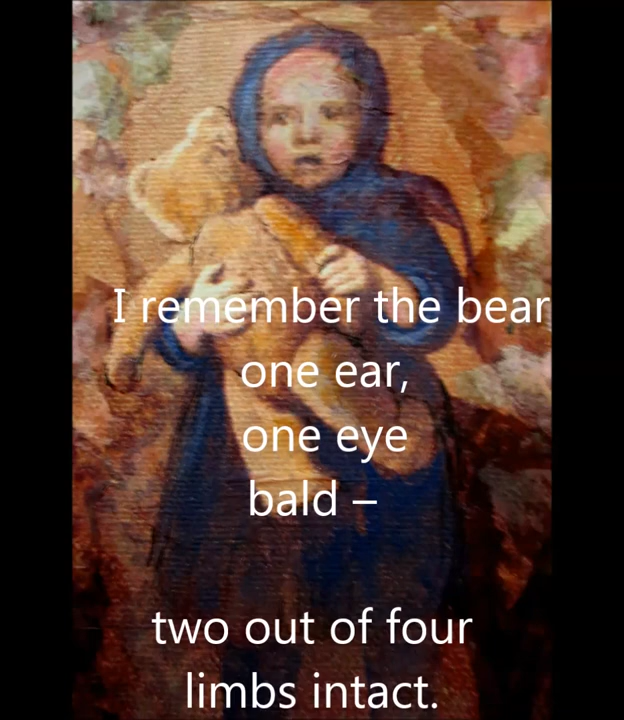 I remember the bear
one ear,
one eye
bald –
two out of four
limbs intact.